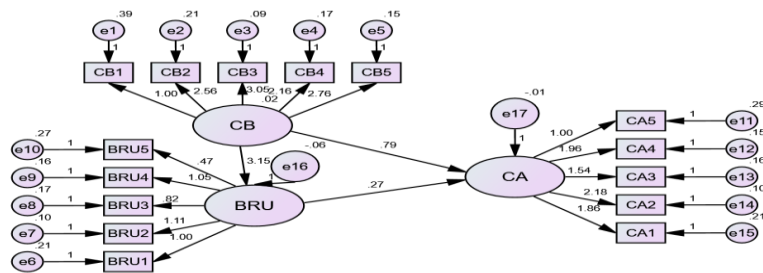 .39 .21 .09 .17 .15
e1 e2 e3 e4 e5
1 1 1 1 1
CB1 CB2 CB3 CB4 CB5
1.00 2.56 3.05 2.16 2.76
.02
CB
-.01
e17
1
.79
3.15
-.06
e16
1
.27
.27
e10 1 BRU5
.47
.16
e9 1 BRU4
1.05
.17
e8 1 BRU3
.82
.10
e7 1 BRU2
1.11
.21
e6 1 BRU1
1.00
BRU
CA
.29
1.00 CA5 1 e11
.15
1.96 CA4 1 e12
.16
1.54 CA3 1 e13
.10
2.18 CA2 1 e14
.21
1.86 CA1 1 e15